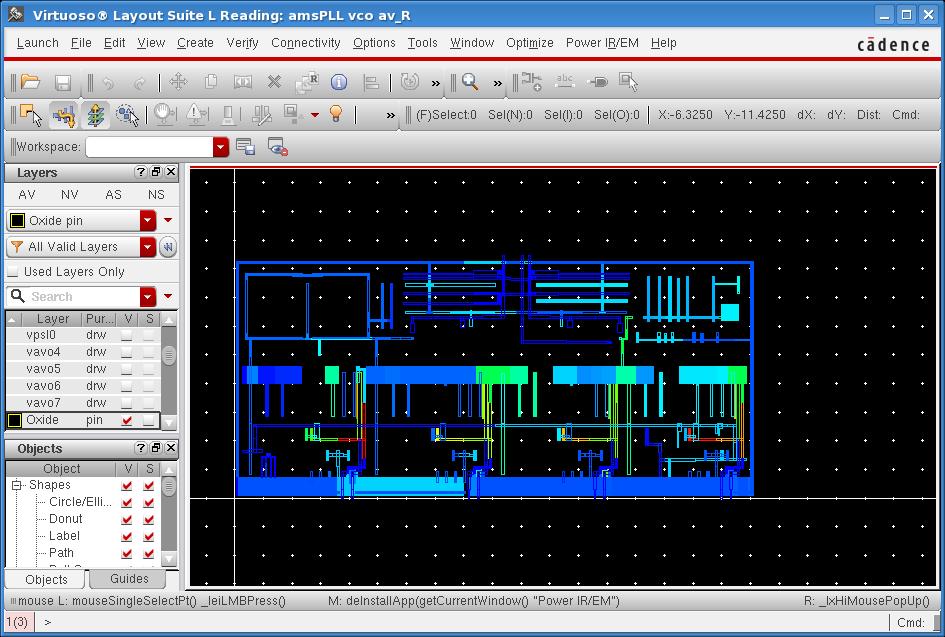 Virtuoso® Layout Suite L Reading: amsPLL vco av_R
Launch File Edit View Create Verify Connectivity Options Tools Window Optimize Power IR/EM Help
cādence
abc
(F)Select:0 Sel(N):0 Sel(I):0 Sel(O):0 X:-6.3250 Y:-11.4250 dX: dY: Dist: Cmd:
Workspace:
Layers
AV NV AS NS
Oxide pin
All Valid Layers
Used Layers Only
Search
Layer Pur... V S
vpsl0 drw
vavo4 drw
vavo5 drw
vavo6 drw
vavo7 drw
Oxide pin
Objects
Object V S
Shapes
Circle/Elli...
Donut
Label
Path
Objects Guides
mouse L: mouseSingleSelectPt() _leiLMBPress() M: deInstallApp(getCurrentWindow() "Power IR/EM") R: _lxHiMousePopUp()
1(3) > Cmd: